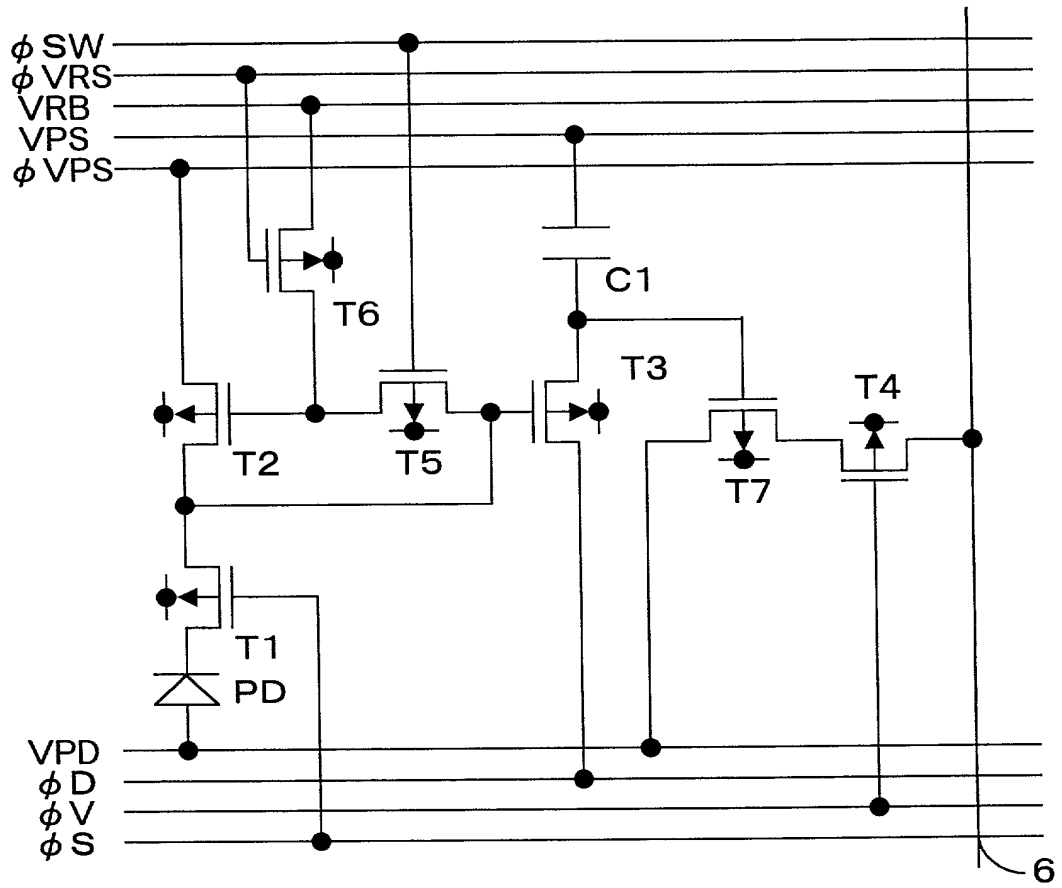 φSW
φVRS
VRB
VPS
φVPS
C1
T6
T3
T4
T2
T5
T7
T1
PD
VPD
φD
φV
φS
6